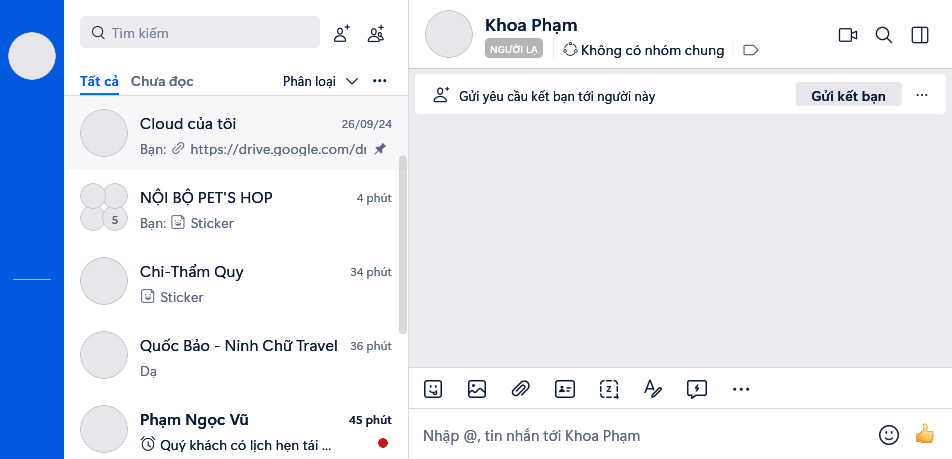 Tìm kiếm
Tất cả
Chưa đọc
Phân loại
Cloud của tôi
26/09/24
Bạn: https://drive.google.com/dr
NỘI BỘ PET'S HOP
4 phút
5
Bạn: Sticker
Chi-Thẩm Quy
34 phút
Sticker
Quốc Bảo - Ninh Chữ Travel
36 phút
Dạ
Phạm Ngọc Vũ
45 phút
Quý khách có lịch hẹn tái ...
Khoa Phạm
NGƯỜI LẠ
Không có nhóm chung
Gửi yêu cầu kết bạn tới người này
Gửi kết bạn
Nhập @, tin nhắn tới Khoa Phạm